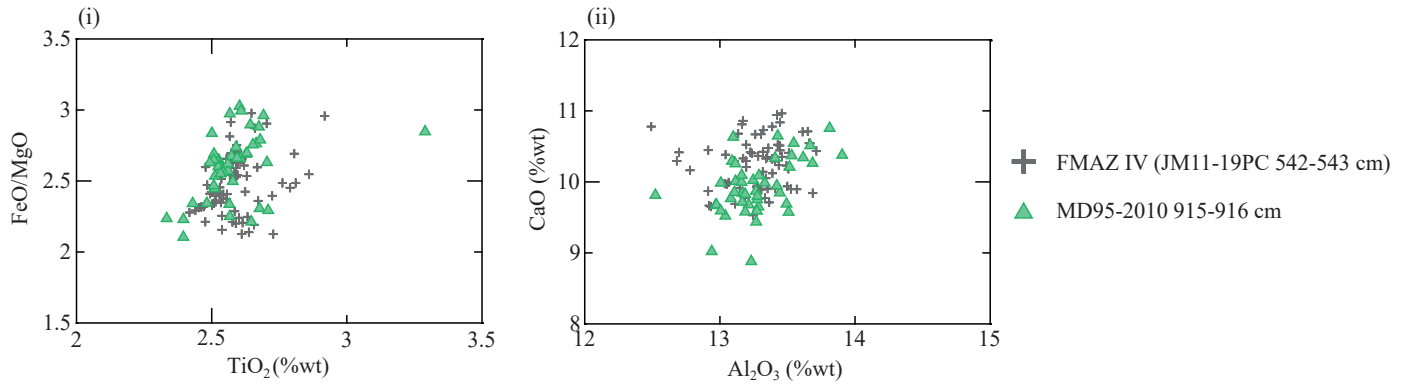 (i)
3.5
3
2.5
2
1.5
FeO/MgO
2 2.5 3 3.5
TiO₂ (%wt)
(ii)
12
11
10
9
8
CaO (%wt)
12 13 14 15
Al₂O₃ (%wt)
FMAZ IV (JM11-19PC 542-543 cm)
MD95-2010 915-916 cm